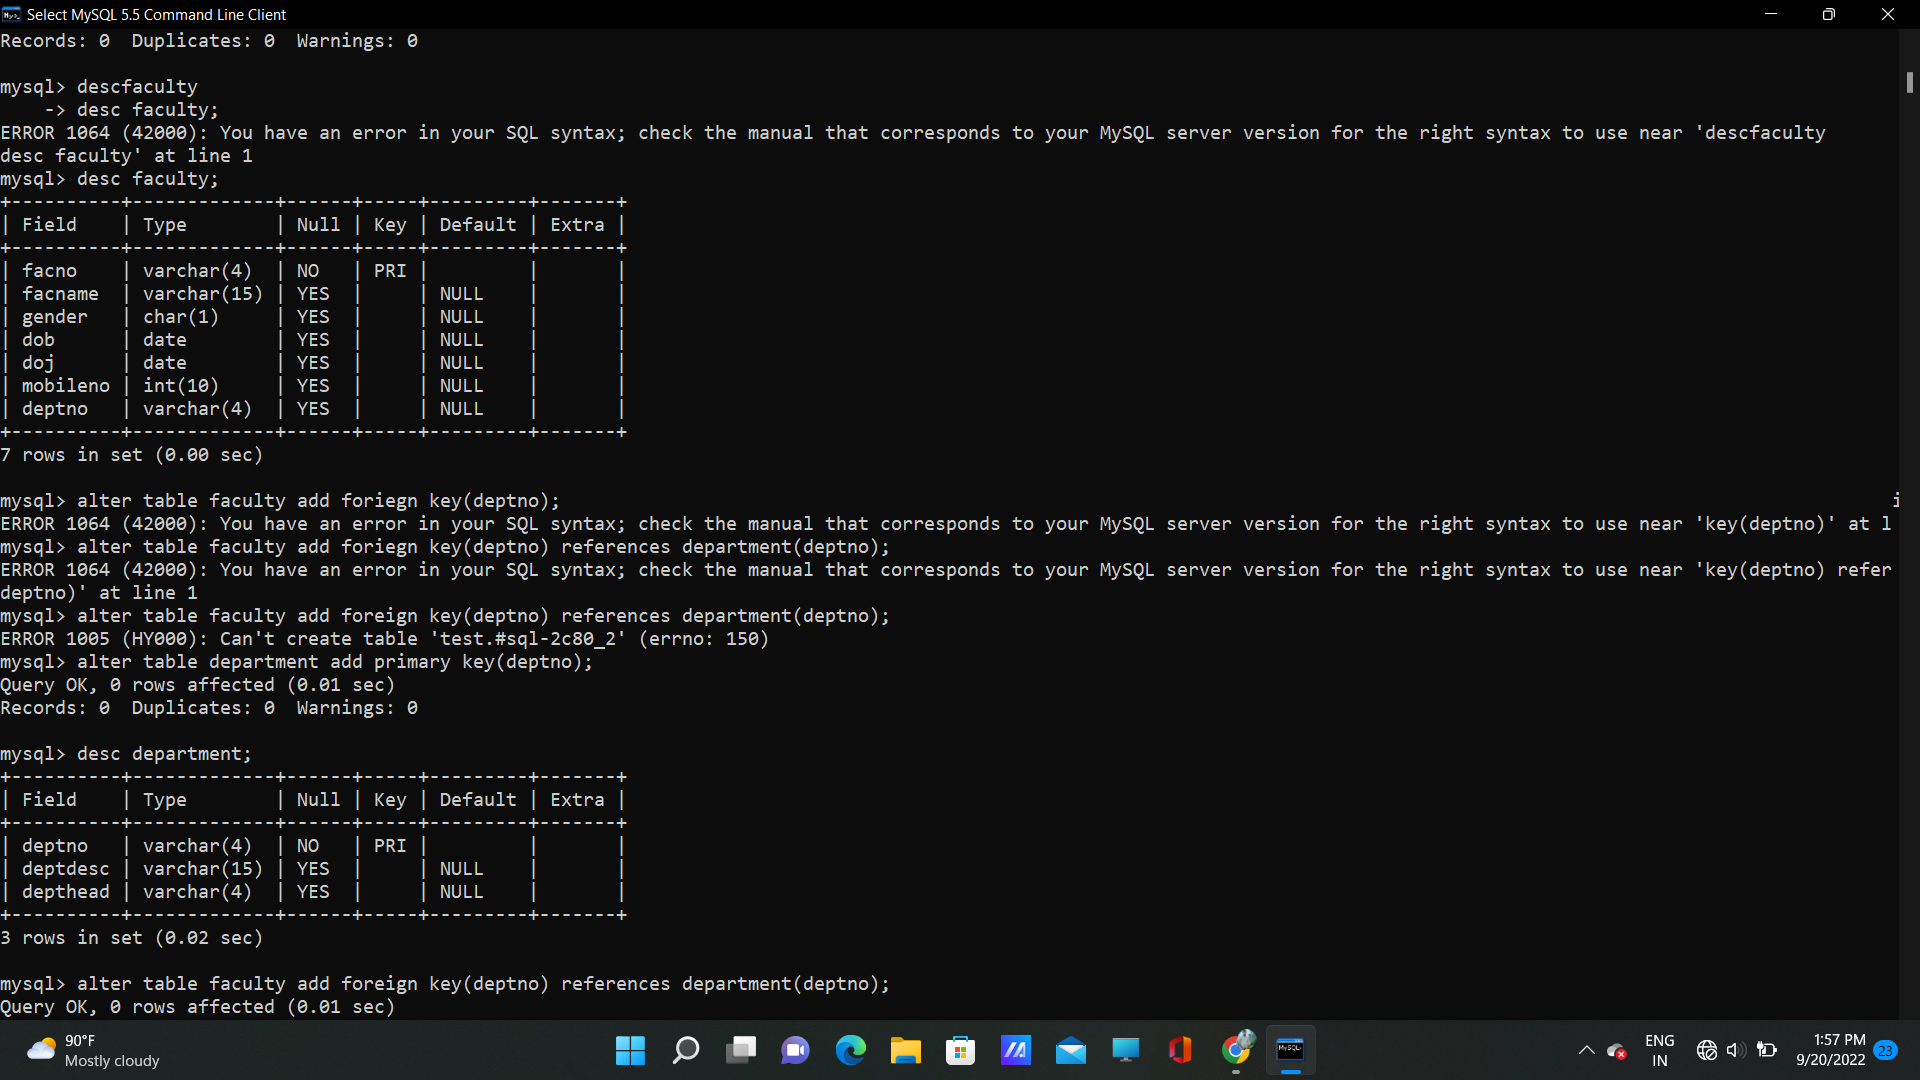 Select MySQL 5.5 Command Line Client
Records: 0  Duplicates: 0  Warnings: 0

mysql> descfaculty
    -> desc faculty;
ERROR 1064 (42000): You have an error in your SQL syntax; check the manual that corresponds to your MySQL server version for the right syntax to use near 'descfaculty
desc faculty' at line 1
mysql> desc faculty;
+----------+-------------+------+-----+---------+-------+
| Field    | Type        | Null | Key | Default | Extra |
+----------+-------------+------+-----+---------+-------+
| facno    | varchar(4)  | NO   | PRI |         |       |
| facname  | varchar(15) | YES  |     | NULL    |       |
| gender   | char(1)     | YES  |     | NULL    |       |
| dob      | date        | YES  |     | NULL    |       |
| doj      | date        | YES  |     | NULL    |       |
| mobileno | int(10)     | YES  |     | NULL    |       |
| deptno   | varchar(4)  | YES  |     | NULL    |       |
+----------+-------------+------+-----+---------+-------+
7 rows in set (0.00 sec)

mysql> alter table faculty add foriegn key(deptno); i
ERROR 1064 (42000): You have an error in your SQL syntax; check the manual that corresponds to your MySQL server version for the right syntax to use near 'key(deptno)' at l
mysql> alter table faculty add foriegn key(deptno) references department(deptno);
ERROR 1064 (42000): You have an error in your SQL syntax; check the manual that corresponds to your MySQL server version for the right syntax to use near 'key(deptno) refer
deptno)' at line 1
mysql> alter table faculty add foreign key(deptno) references department(deptno);
ERROR 1005 (HY000): Can't create table 'test.#sql-2c80_2' (errno: 150)
mysql> alter table department add primary key(deptno);
Query OK, 0 rows affected (0.01 sec)
Records: 0  Duplicates: 0  Warnings: 0

mysql> desc department;
+----------+-------------+------+-----+---------+-------+
| Field    | Type        | Null | Key | Default | Extra |
+----------+-------------+------+-----+---------+-------+
| deptno   | varchar(4)  | NO   | PRI |         |       |
| deptdesc | varchar(15) | YES  |     | NULL    |       |
| depthead | varchar(4)  | YES  |     | NULL    |       |
+----------+-------------+------+-----+---------+-------+
3 rows in set (0.02 sec)

mysql> alter table faculty add foreign key(deptno) references department(deptno);
Query OK, 0 rows affected (0.01 sec)
90°F
Mostly cloudy
MySQL
ENG
IN
1:57 PM
9/20/2022
23